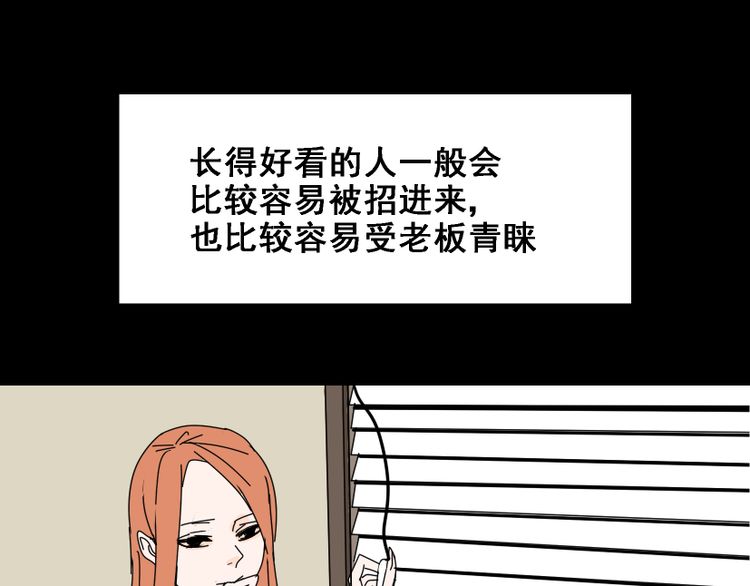 长得好看的人一般会
比较容易被招进来，
也比较容易受老板青睐